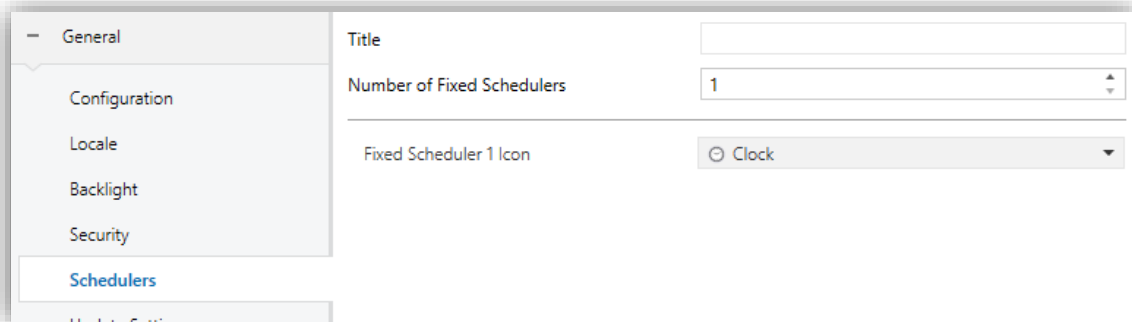 General
Title
Number of Fixed Schedulers
1
Configuration
Locale
Fixed Scheduler 1 Icon
Clock
Backlight
Security
Schedulers